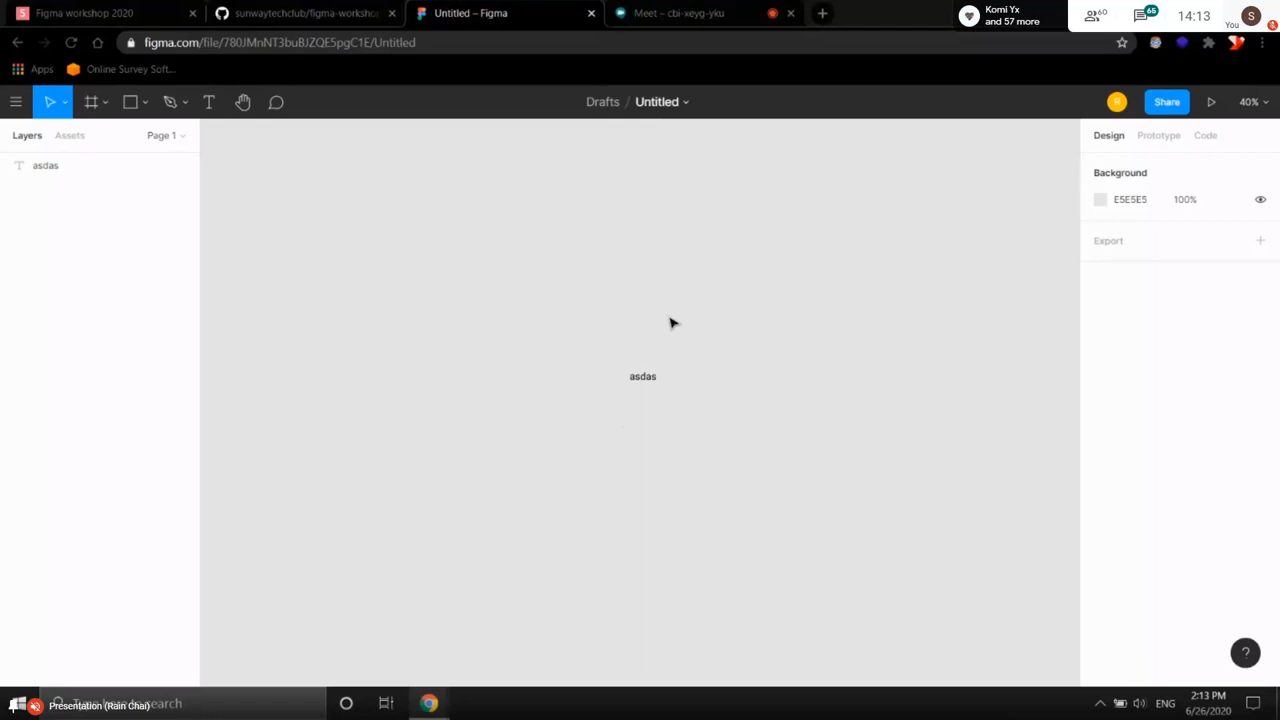 Figma workshop 2020
sunwaytechclub/figma-workshop
Untitled – Figma
Meet – cbi-xeyg-yku
Komi Yx
and 57 more
60
65
14:13
S
You
figma.com/file/780JMnNT3buBJZQE5pgC1E/Untitled
Apps
Online Survey Soft...
T
Drafts / Untitled
R
Share
40%
Layers
Assets
Page 1
Design
Prototype
Code
T asdas
Background
E5E5E5
100%
Export
asdas
?
Presentation (Rain Chai)
ENG
2:13 PM
6/26/2020